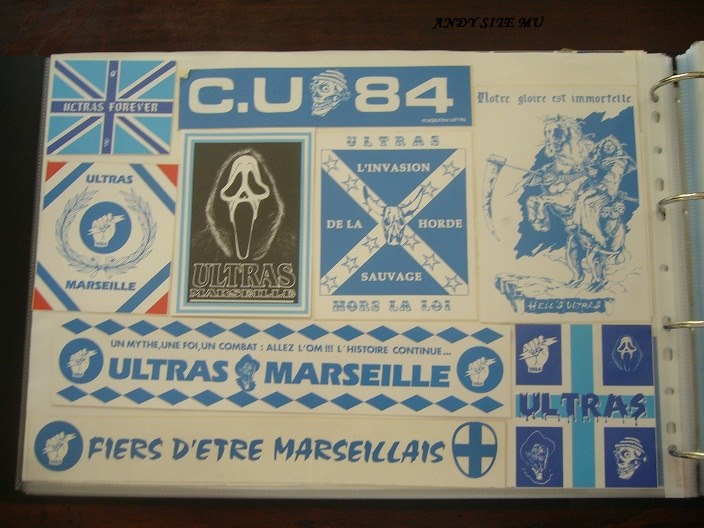 ANDY SITE MU
ULTRAS FOREVER
C.U 84
magazine ultras
Notre gloire est immortelle
ULTRAS
MARSEILLE
ULTRAS
MARSEILLE
ULTRAS
L'INVASION
DE LA HORDE
SAUVAGE
HORS LA LOI
HELL'S ULTRAS
UN MYTHE,UNE FOI,UN COMBAT : ALLEZ L'OM!!! L'HISTOIRE CONTINUE...
ULTRAS MARSEILLE
ULTRAS
FIERS D'ETRE MARSEILLAIS